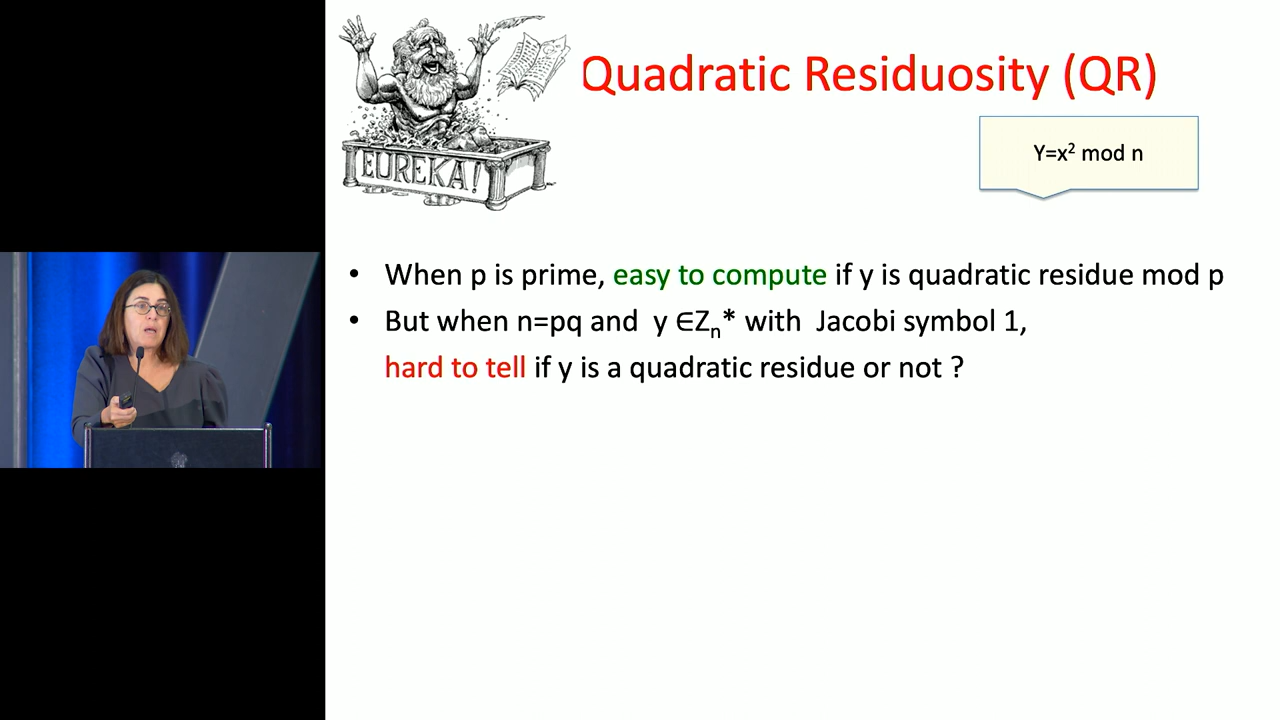 Quadratic Residuosity (QR)
EUREKA!
Y=x² mod n
• When p is prime, easy to compute if y is quadratic residue mod p
• But when n=pq and y ∈Zₙ* with Jacobi symbol 1,
hard to tell if y is a quadratic residue or not ?